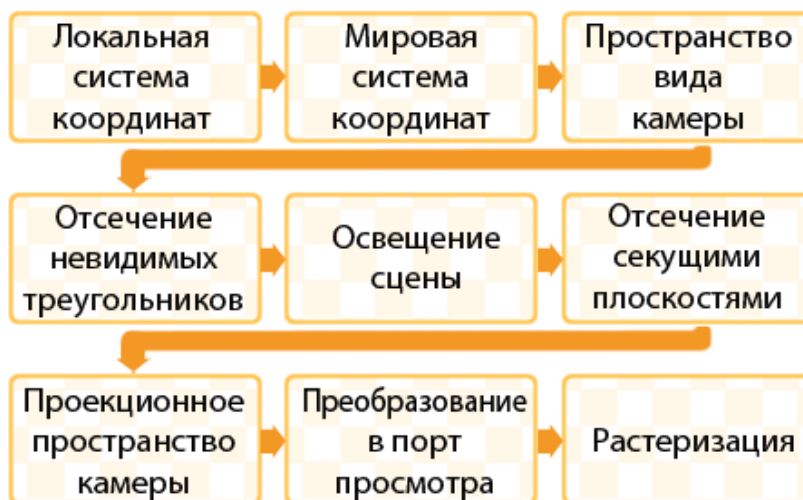 Локальная
система
координат
Мировая
система
координат
Пространство
вида
камеры
Отсечение
невидимых
треугольников
Освещение
сцены
Отсечение
секущими
плоскостями
Проекционное
пространство
камеры
Преобразование
в порт
просмотра
Растеризация